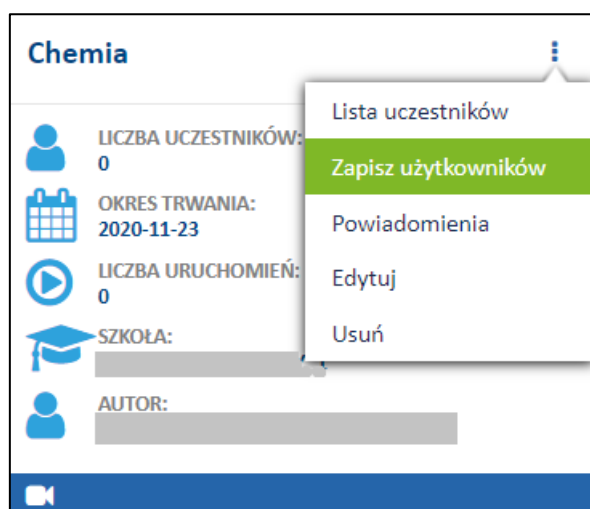 Chemia
Lista uczestników
Zapisz użytkowników
Powiadomienia
Edytuj
Usuń
LICZBA UCZESTNIKÓW:
0
OKRES TRWANIA:
2020-11-23
LICZBA URUCHOMIEŃ:
0
SZKOŁA:
AUTOR: